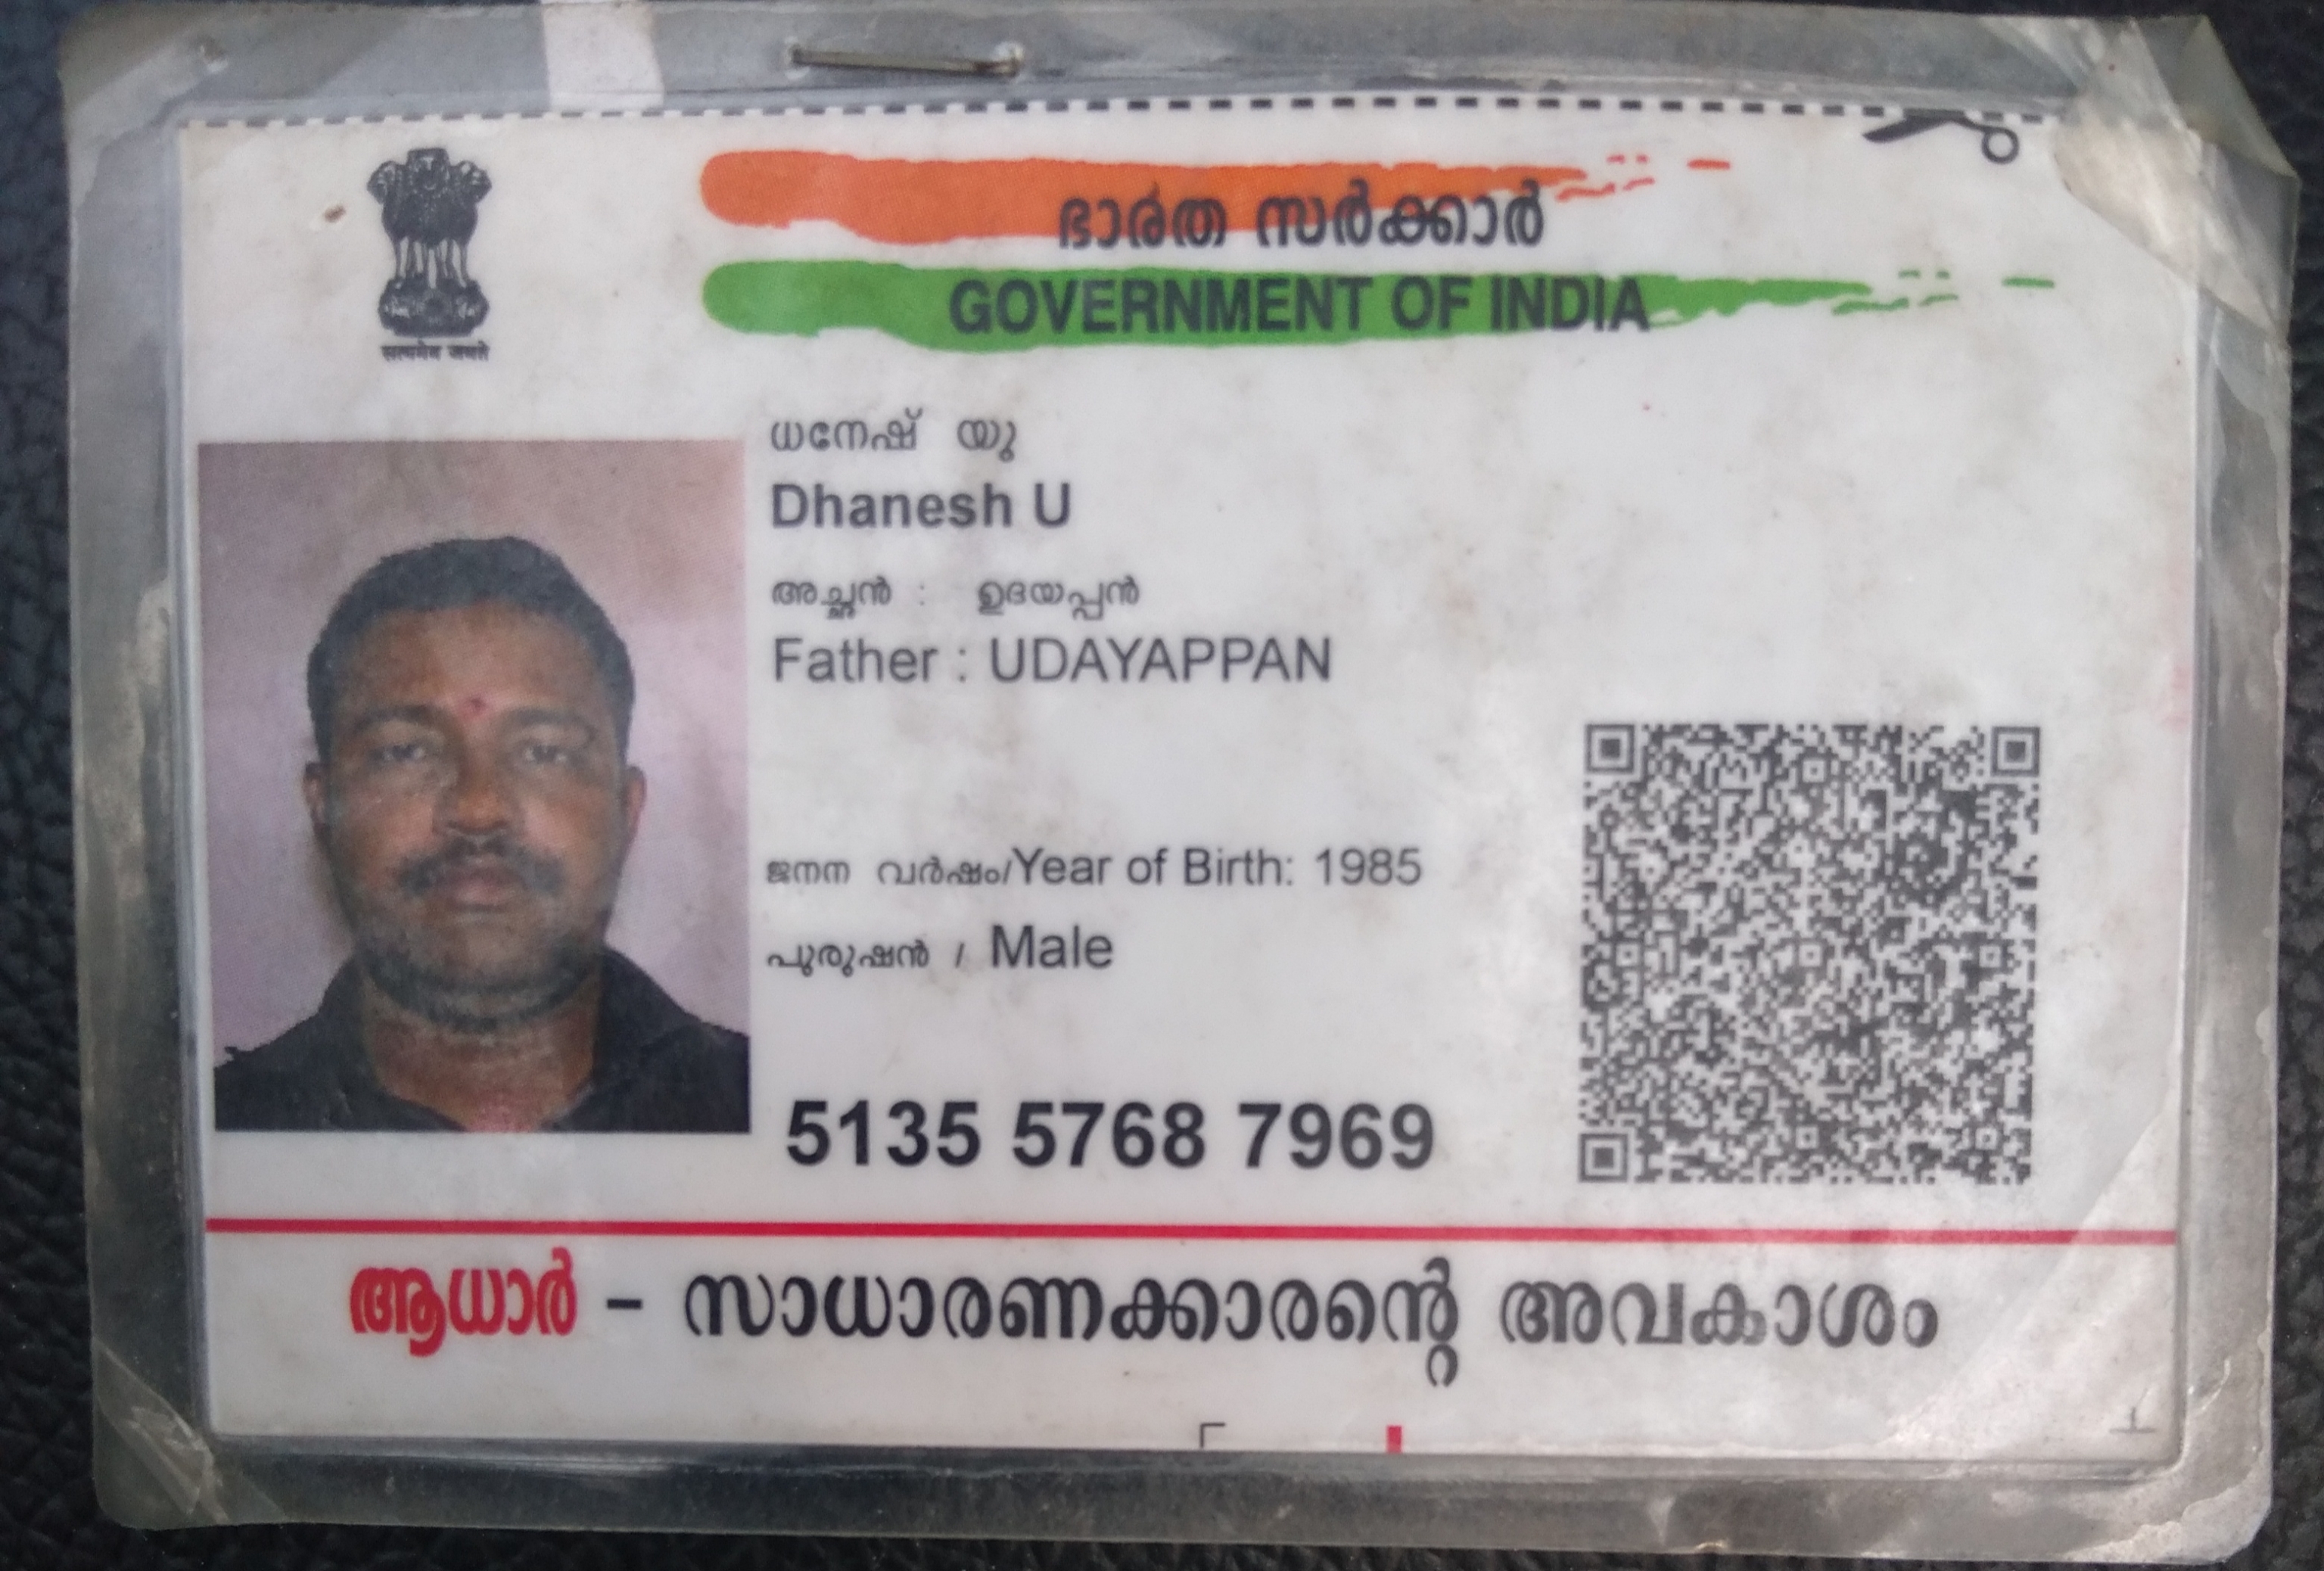 ഭാരത സർക്കാർ
GOVERNMENT OF INDIA
सत्यमेव जयते
ധനേഷ് യു
Dhanesh U
അച്ഛൻ : ഉദയപ്പൻ
Father : UDAYAPPAN
ജനന വർഷം/Year of Birth: 1985
പുരുഷൻ / Male
5135 5768 7969
ആധാർ - സാധാരണക്കാരന്റെ അവകാശം